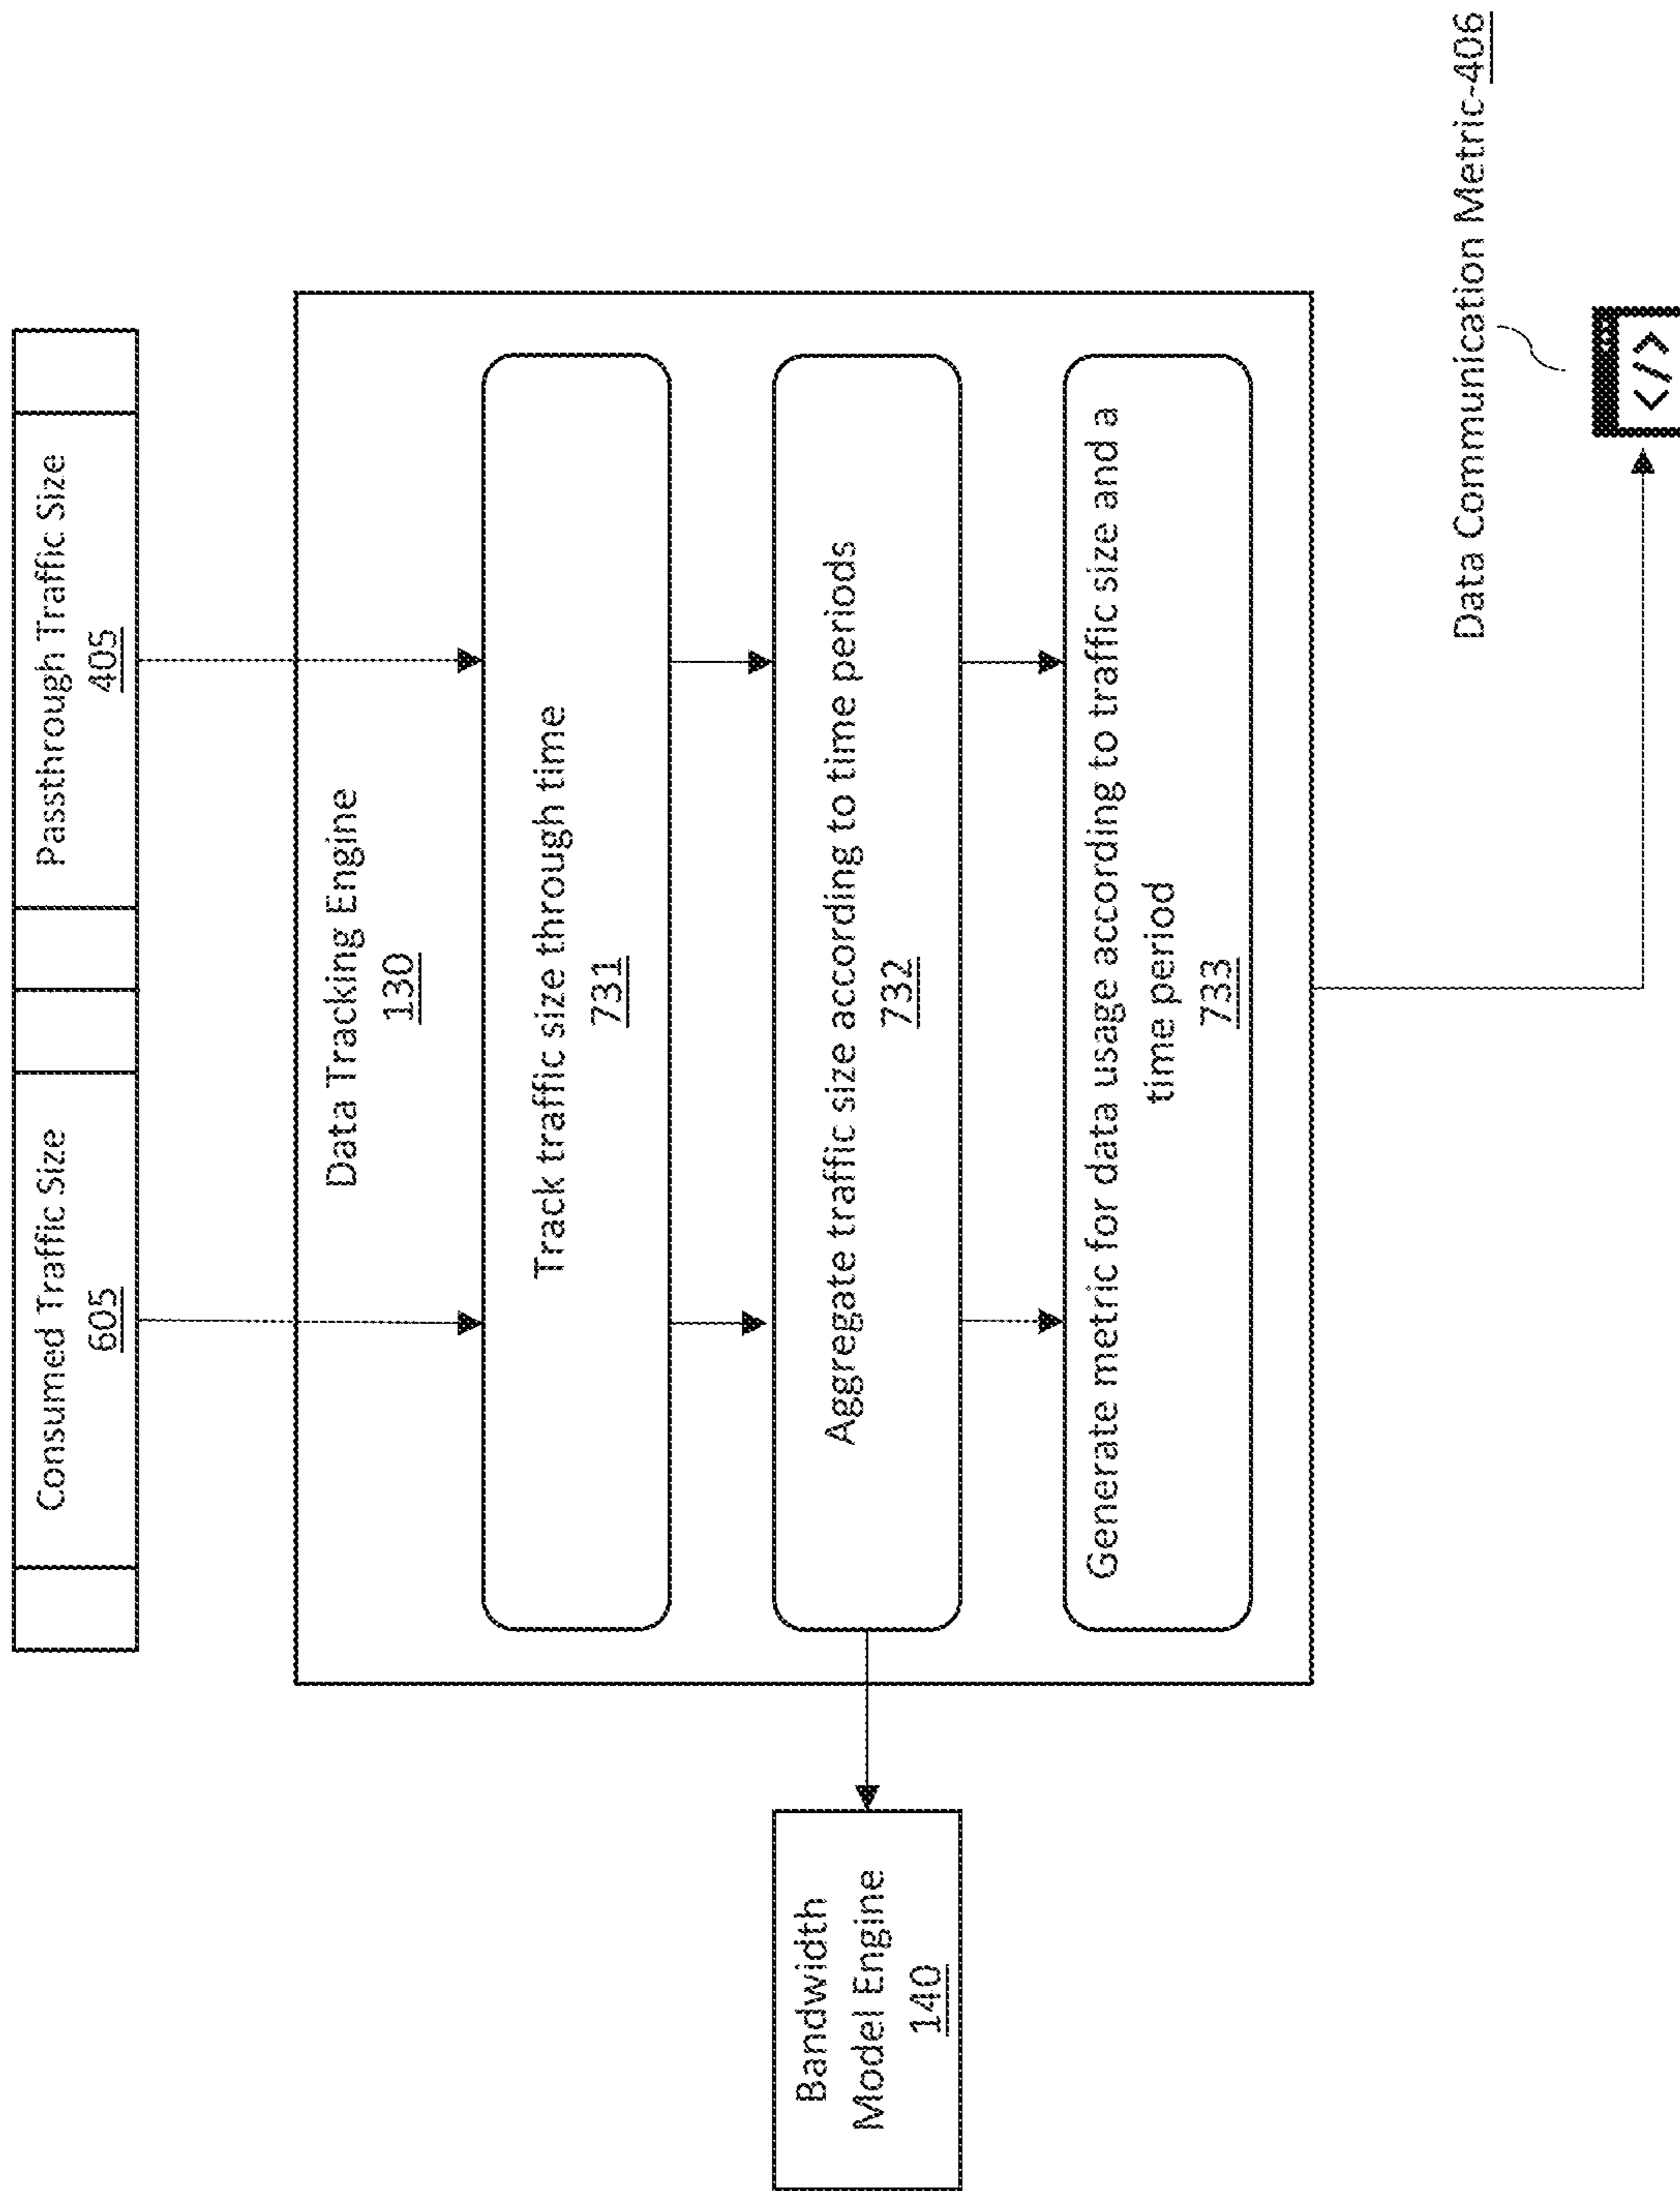 Consumed Traffic Size
605
Passthrough Traffic Size
405
Data Tracking Engine
130
Track traffic size through time
731
Aggregate traffic size according to time periods
732
Bandwidth
Model Engine
140
Generate metric for data usage according to traffic size and a
time period
733
Data Communication Metric-406
</>